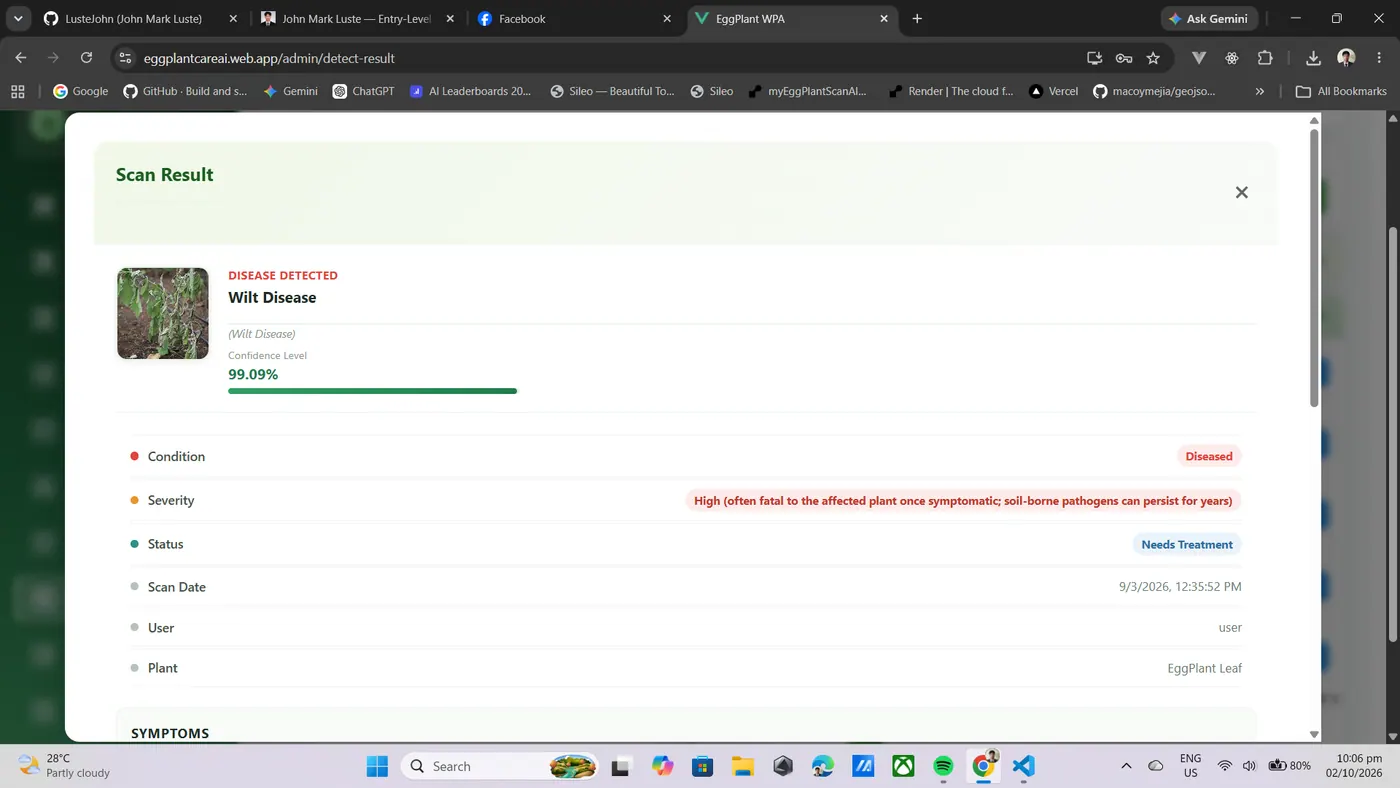 LusteJohn (John Mark Luste)
John Mark Luste — Entry-Level
Facebook
EggPlant WPA
Ask Gemini
eggplantcareai.web.app/admin/detect-result
Google
GitHub · Build and s...
Gemini
ChatGPT
AI Leaderboards 20...
Sileo — Beautiful To...
Sileo
myEggPlantScanAI...
Render | The cloud f...
Vercel
macoymejia/geojso...
All Bookmarks
Scan Result
DISEASE DETECTED
Wilt Disease
(Wilt Disease)
Confidence Level
99.09%
Condition
Diseased
Severity
High (often fatal to the affected plant once symptomatic; soil-borne pathogens can persist for years)
Status
Needs Treatment
Scan Date
9/3/2026, 12:35:52 PM
User
user
Plant
EggPlant Leaf
SYMPTOMS
28°C
Partly cloudy
Search
ENG
US
80%
10:06 pm
02/10/2026